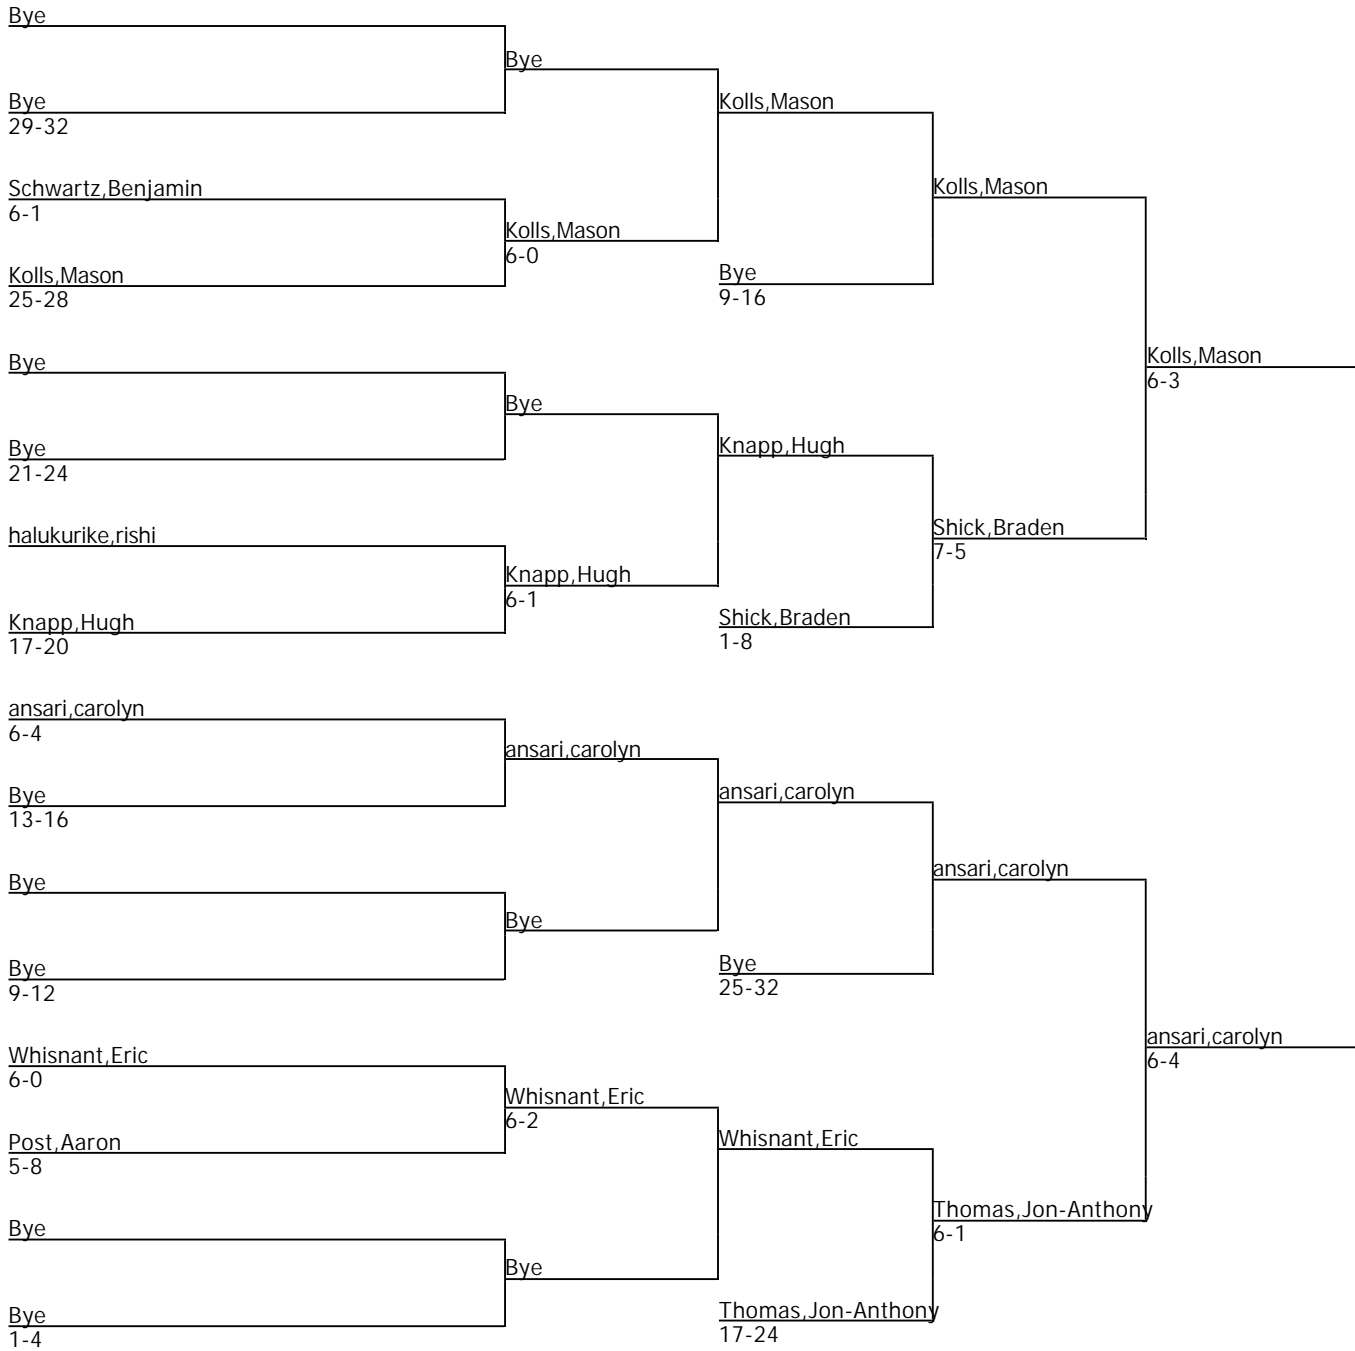 Bye
Bye
29-32
Schwartz,Benjamin
6-1
Kolls,Mason
25-28
Bye
Bye
21-24
halukurike,rishi
Knapp,Hugh
17-20
ansari,carolyn
6-4
Bye
13-16
Bye
Bye
9-12
Whisnant,Eric
6-0
Post,Aaron
5-8
Bye
Bye
1-4
Bye
Kolls,Mason
6-0
Bye
Knapp,Hugh
6-1
ansari,carolyn
Bye
Whisnant,Eric
6-2
Bye
Kolls,Mason
Bye
9-16
Knapp,Hugh
Shick,Braden
1-8
ansari,carolyn
Bye
25-32
Whisnant,Eric
Thomas,Jon-Anthony
17-24
Kolls,Mason
Shick,Braden
7-5
ansari,carolyn
Thomas,Jon-Anthony
6-1
Kolls,Mason
6-3
ansari,carolyn
6-4